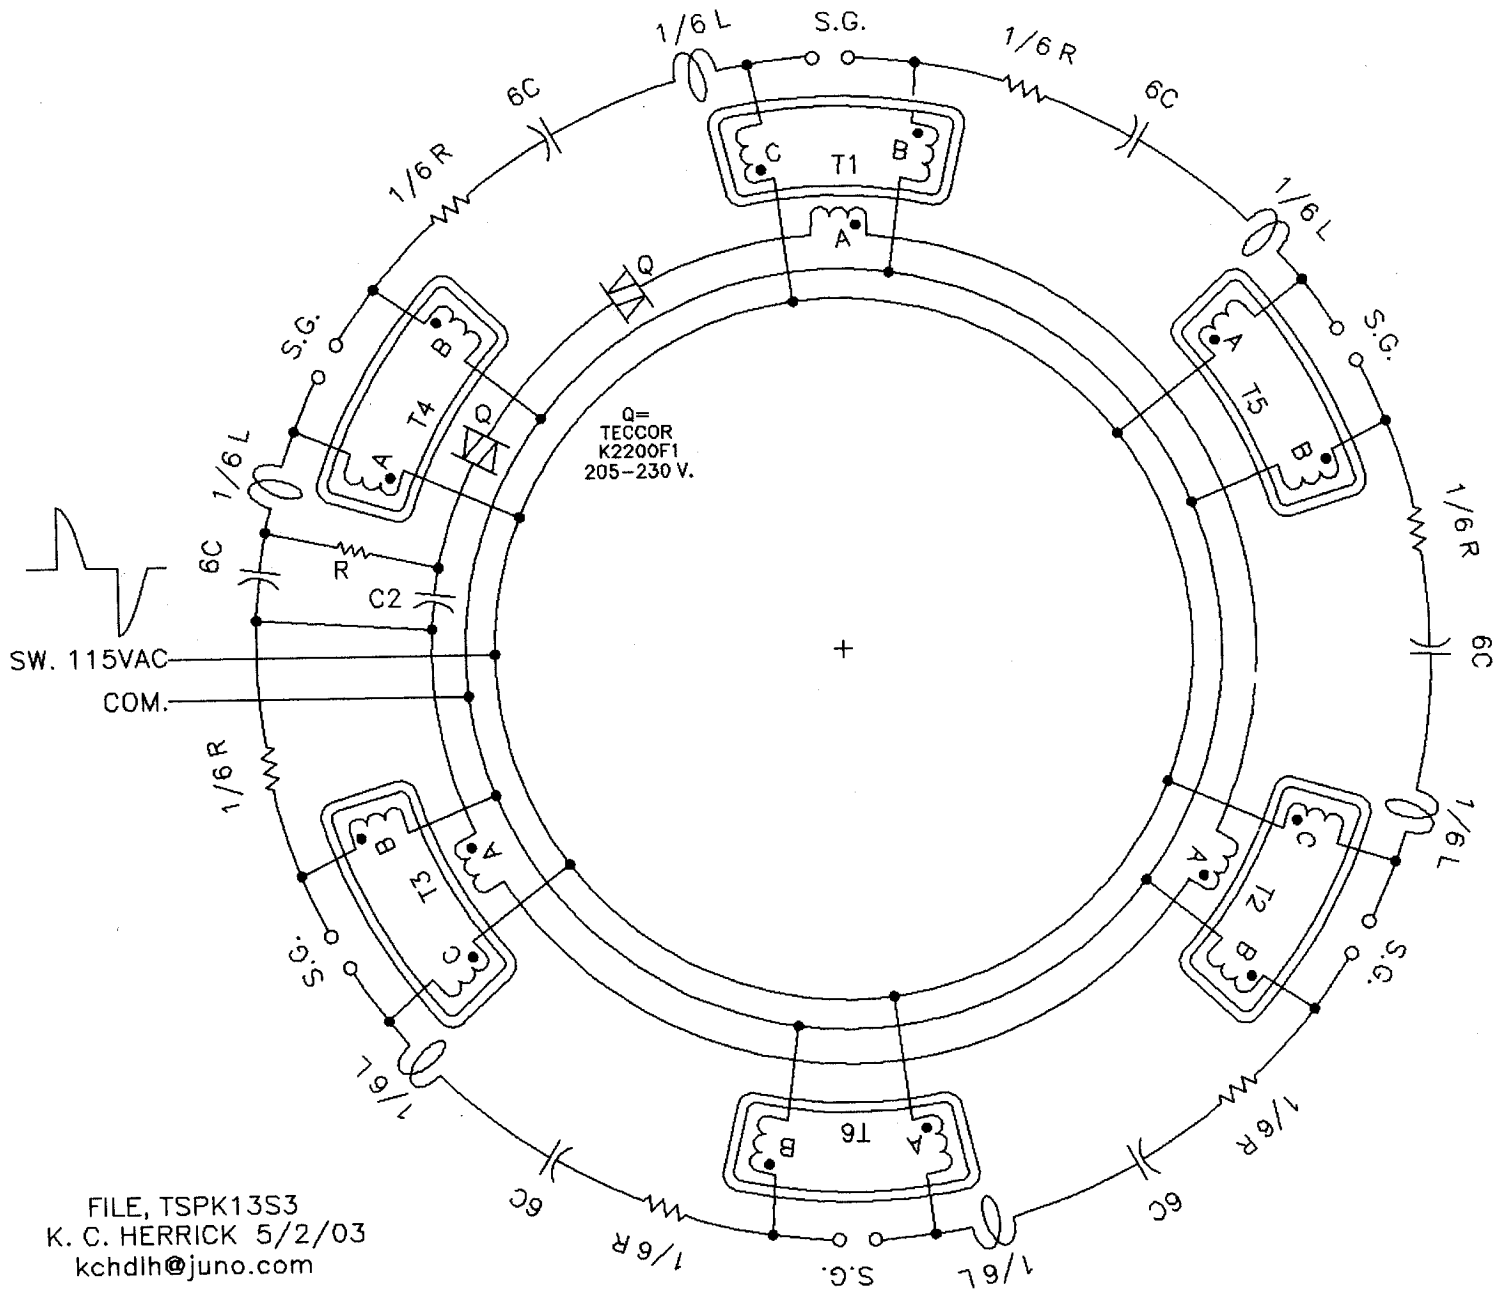 1/6 L
S.G.
1/6 R
6C
6C
1/6 R
1/6 L
C
T1
B
A
Q
S.G.
B
T4
A
Q
Q=
TECCOR
K2200F1
205-230 V.
A
T5
B
S.G.
1/6 L
6C
R
C2
1/6 R
6C
SW. 115VAC
COM.
1/6 R
B
T3
C
A
S.G.
A
C
T2
B
1/6 L
S.G.
1/6 L
6C
1/6 R
B
T6
A
S.G.
1/6 L
6C
1/6 R
FILE, TSPK13S3
K. C. HERRICK 5/2/03
kchdlh@juno.com